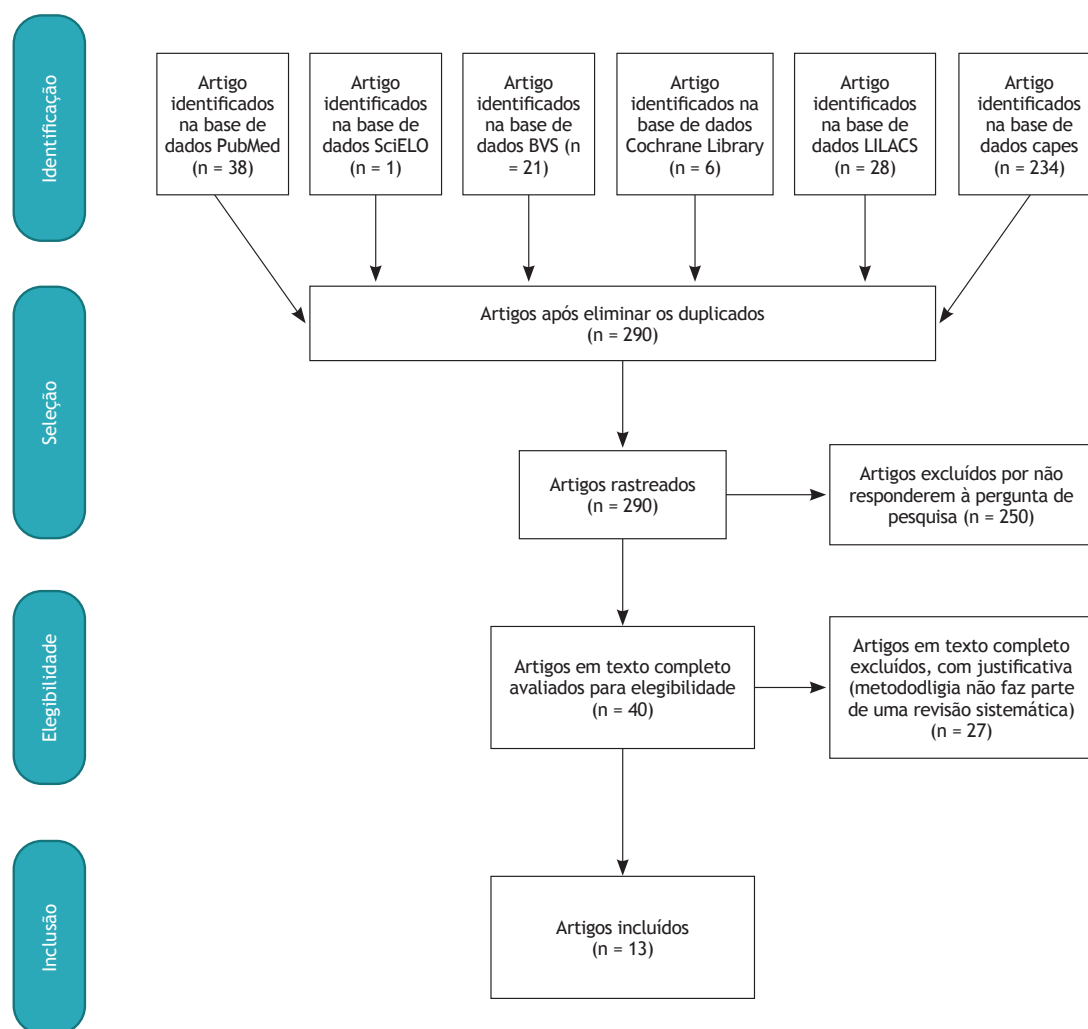 Identificação
Artigo
identificados
na base de
dados PubMed
(n = 38)
Artigo
identificados
na base de
dados SciELO
(n = 1)
Artigo
identificados
na base de
dados BVS (n
= 21)
Artigo
identificados na
base de dados
Cochrane Library
(n = 6)
Artigo
identificados
na base de
dados LILACS
(n = 28)
Artigo
identificados
na base de
dados capes
(n = 234)
Seleção
Artigos após eliminar os duplicados
(n = 290)
Artigos rastreados
(n = 290)
Artigos excluídos por não
responderem à pergunta de
pesquisa (n = 250)
Elegibilidade
Artigos em texto completo
avaliados para elegibilidade
(n = 40)
Artigos em texto completo
excluídos, com justificativa
(metododligia não faz parte
de uma revisão sistemática)
(n = 27)
Inclusão
Artigos incluídos
(n = 13)